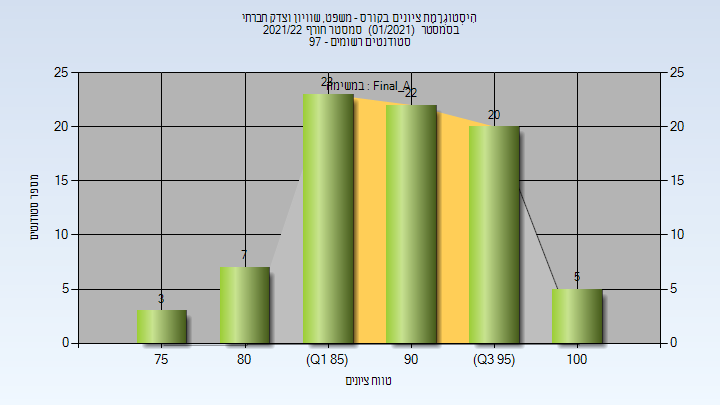 היסטוגרמת ציונים בקורס - משפט, שוויון וצדק חברתי
בסמסטר (01/2021) סמסטר חורף 2021/22
סטודנטים רשומים - 97
במשימה : Final_A
25
20
15
10
5
0
25
20
15
10
5
0
3
7
23
22
20
5
75
80
(Q1 85)
90
(Q3 95)
100
מספר סטודנטים
טווח ציונים